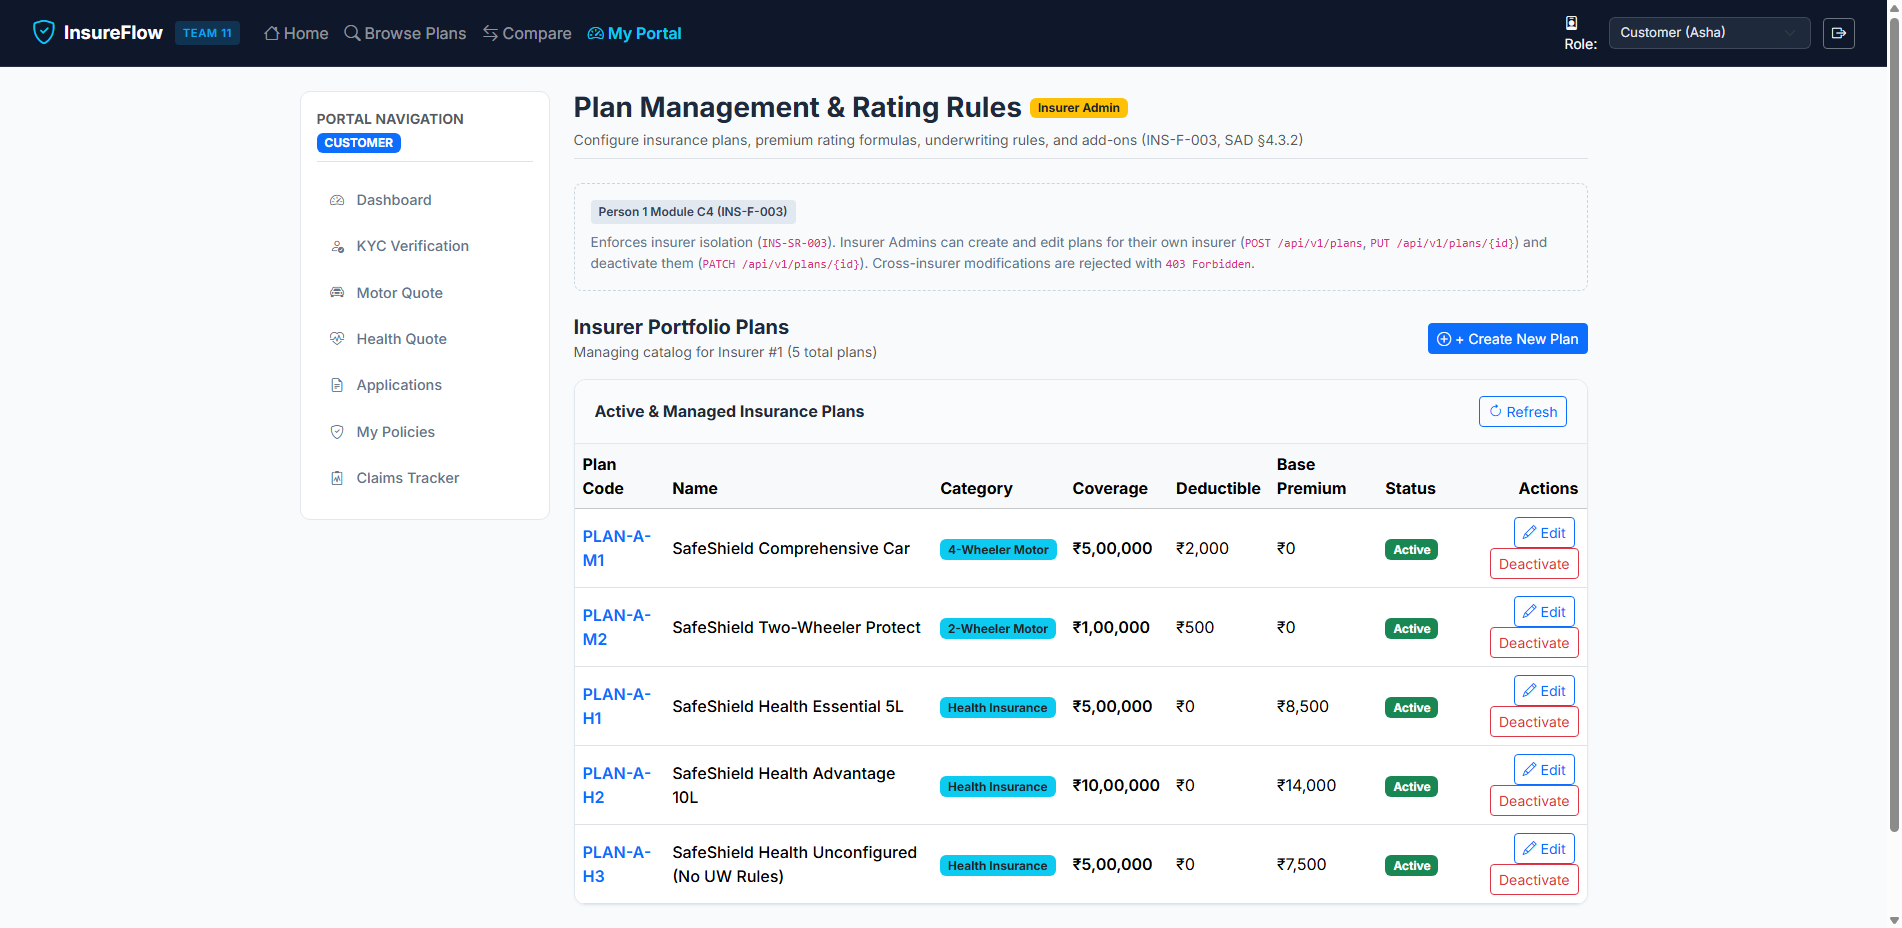 InsureFlow TEAM 11 Home Browse Plans Compare My Portal Role: Customer (Asha)
PORTAL NAVIGATION
CUSTOMER
Dashboard
KYC Verification
Motor Quote
Health Quote
Applications
My Policies
Claims Tracker
Plan Management & Rating Rules Insurer Admin
Configure insurance plans, premium rating formulas, underwriting rules, and add-ons (INS-F-003, SAD §4.3.2)
Person 1 Module C4 (INS-F-003)
Enforces insurer isolation (INS-SR-003). Insurer Admins can create and edit plans for their own insurer (POST /api/v1/plans, PUT /api/v1/plans/{id}) and
deactivate them (PATCH /api/v1/plans/{id}). Cross-insurer modifications are rejected with 403 Forbidden.
Insurer Portfolio Plans
Managing catalog for Insurer #1 (5 total plans)
+ Create New Plan
Active & Managed Insurance Plans
Refresh
Plan Code Name Category Coverage Deductible Base Premium Status Actions
PLAN-A-M1 SafeShield Comprehensive Car 4-Wheeler Motor ₹5,00,000 ₹2,000 ₹0 Active Edit Deactivate
PLAN-A-M2 SafeShield Two-Wheeler Protect 2-Wheeler Motor ₹1,00,000 ₹500 ₹0 Active Edit Deactivate
PLAN-A-H1 SafeShield Health Essential 5L Health Insurance ₹5,00,000 ₹0 ₹8,500 Active Edit Deactivate
PLAN-A-H2 SafeShield Health Advantage 10L Health Insurance ₹10,00,000 ₹0 ₹14,000 Active Edit Deactivate
PLAN-A-H3 SafeShield Health Unconfigured (No UW Rules) Health Insurance ₹5,00,000 ₹0 ₹7,500 Active Edit Deactivate